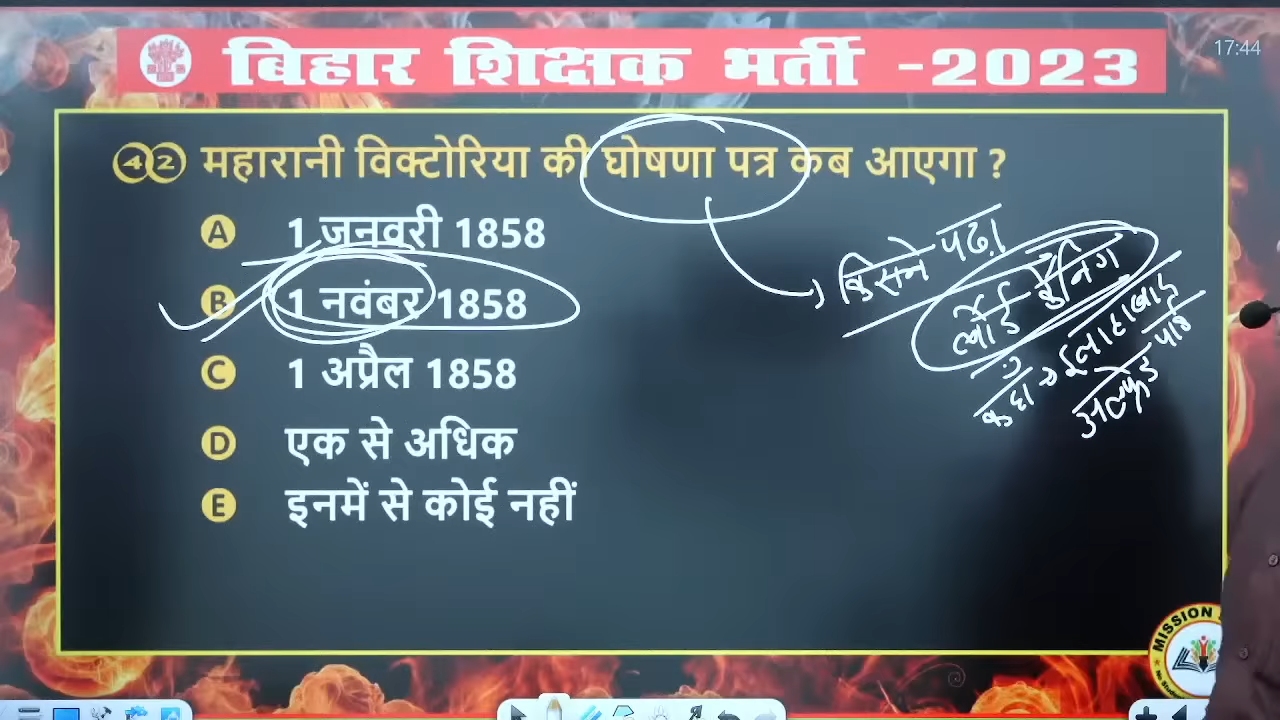 17:44
बिहार शिक्षक भर्ती -2023
42 महारानी विक्टोरिया की घोषणा पत्र कब आएगा ?
A 1 जनवरी 1858
B 1 नवंबर 1858
C 1 अप्रैल 1858
D एक से अधिक
E इनमें से कोई नहीं
किसने पढ़ा
लॉर्ड कैनिंग
कहाँ → इलाहाबाद
MISSION